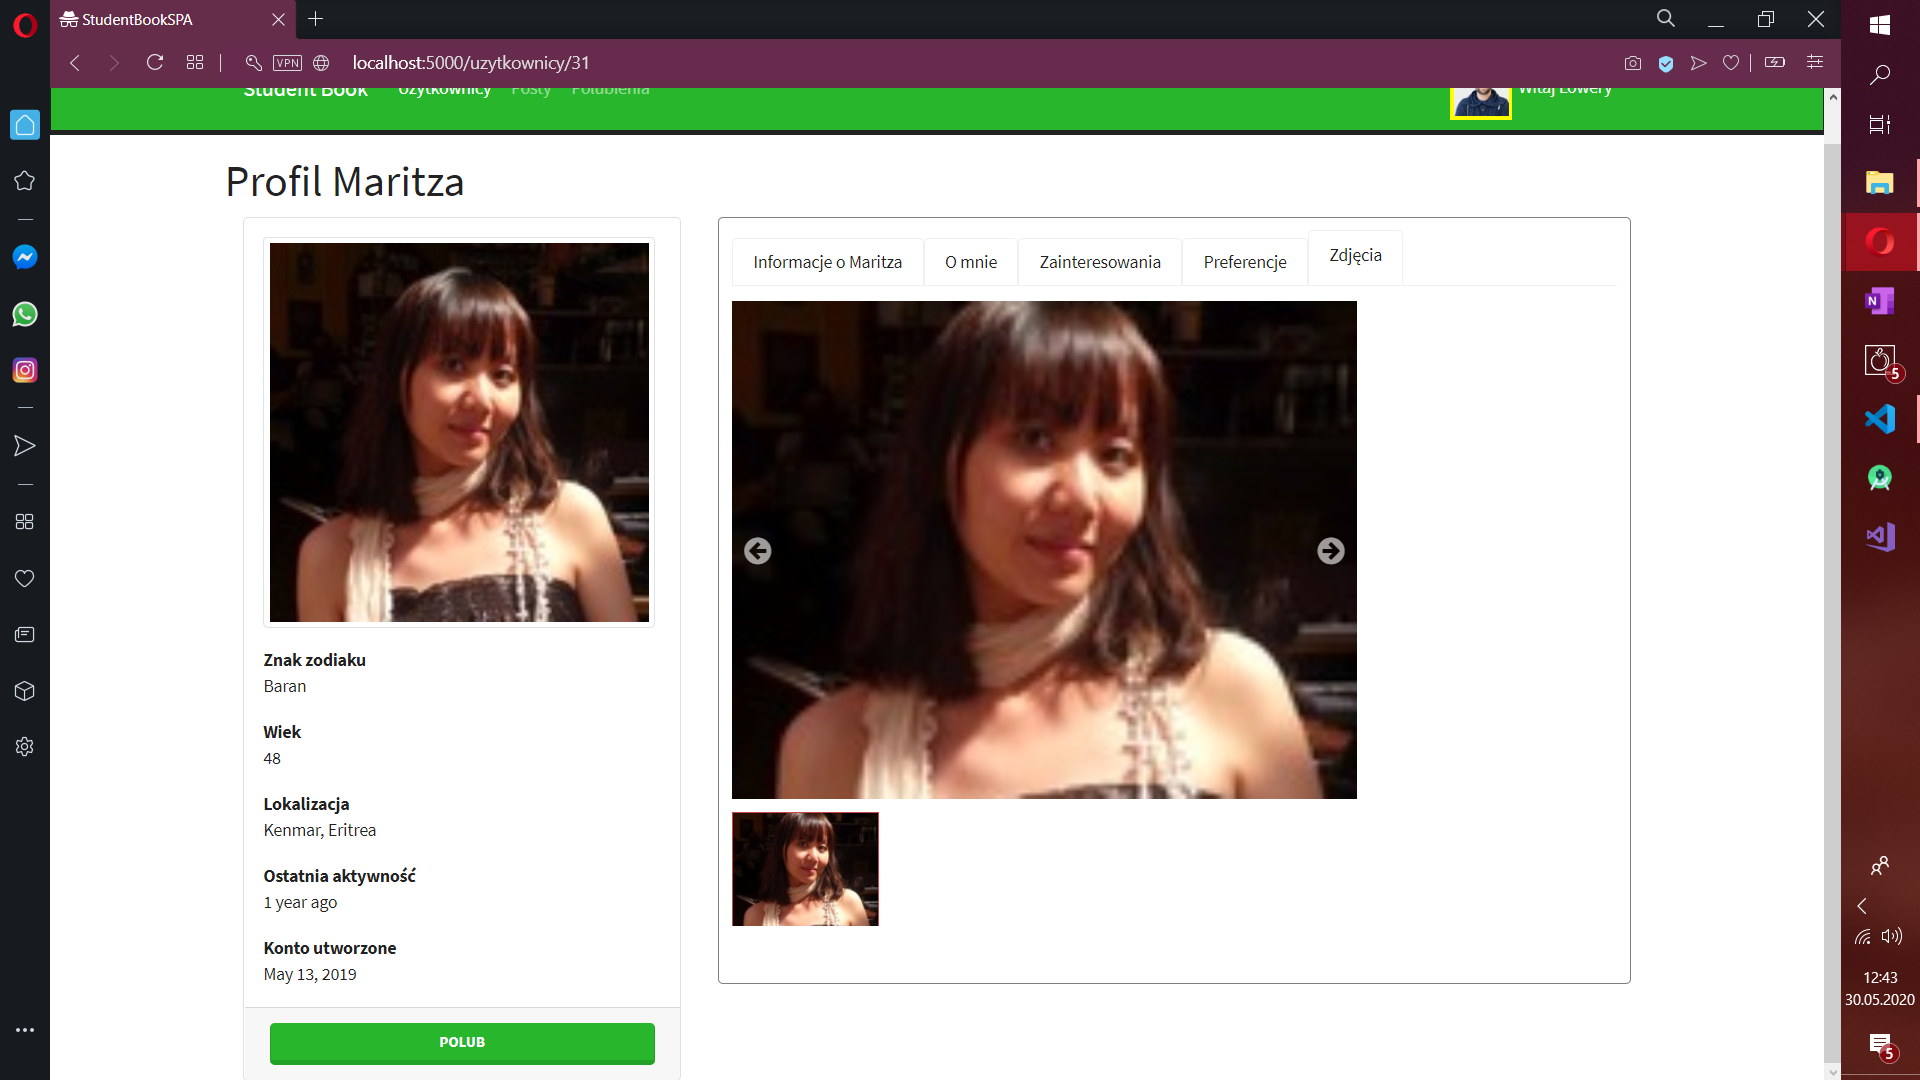 StudentBookSPA
VPN
localhost:5000/uzytkownicy/31
Student Book
Użytkownicy
Posty
Polubienia
Witaj Lowery
Profil Maritza
Informacje o Maritza
O mnie
Zainteresowania
Preferencje
Zdjęcia
Znak zodiaku
Baran
Wiek
48
Lokalizacja
Kenmar, Eritrea
Ostatnia aktywność
1 year ago
Konto utworzone
May 13, 2019
POLUB
N
5
12:43
30.05.2020
5